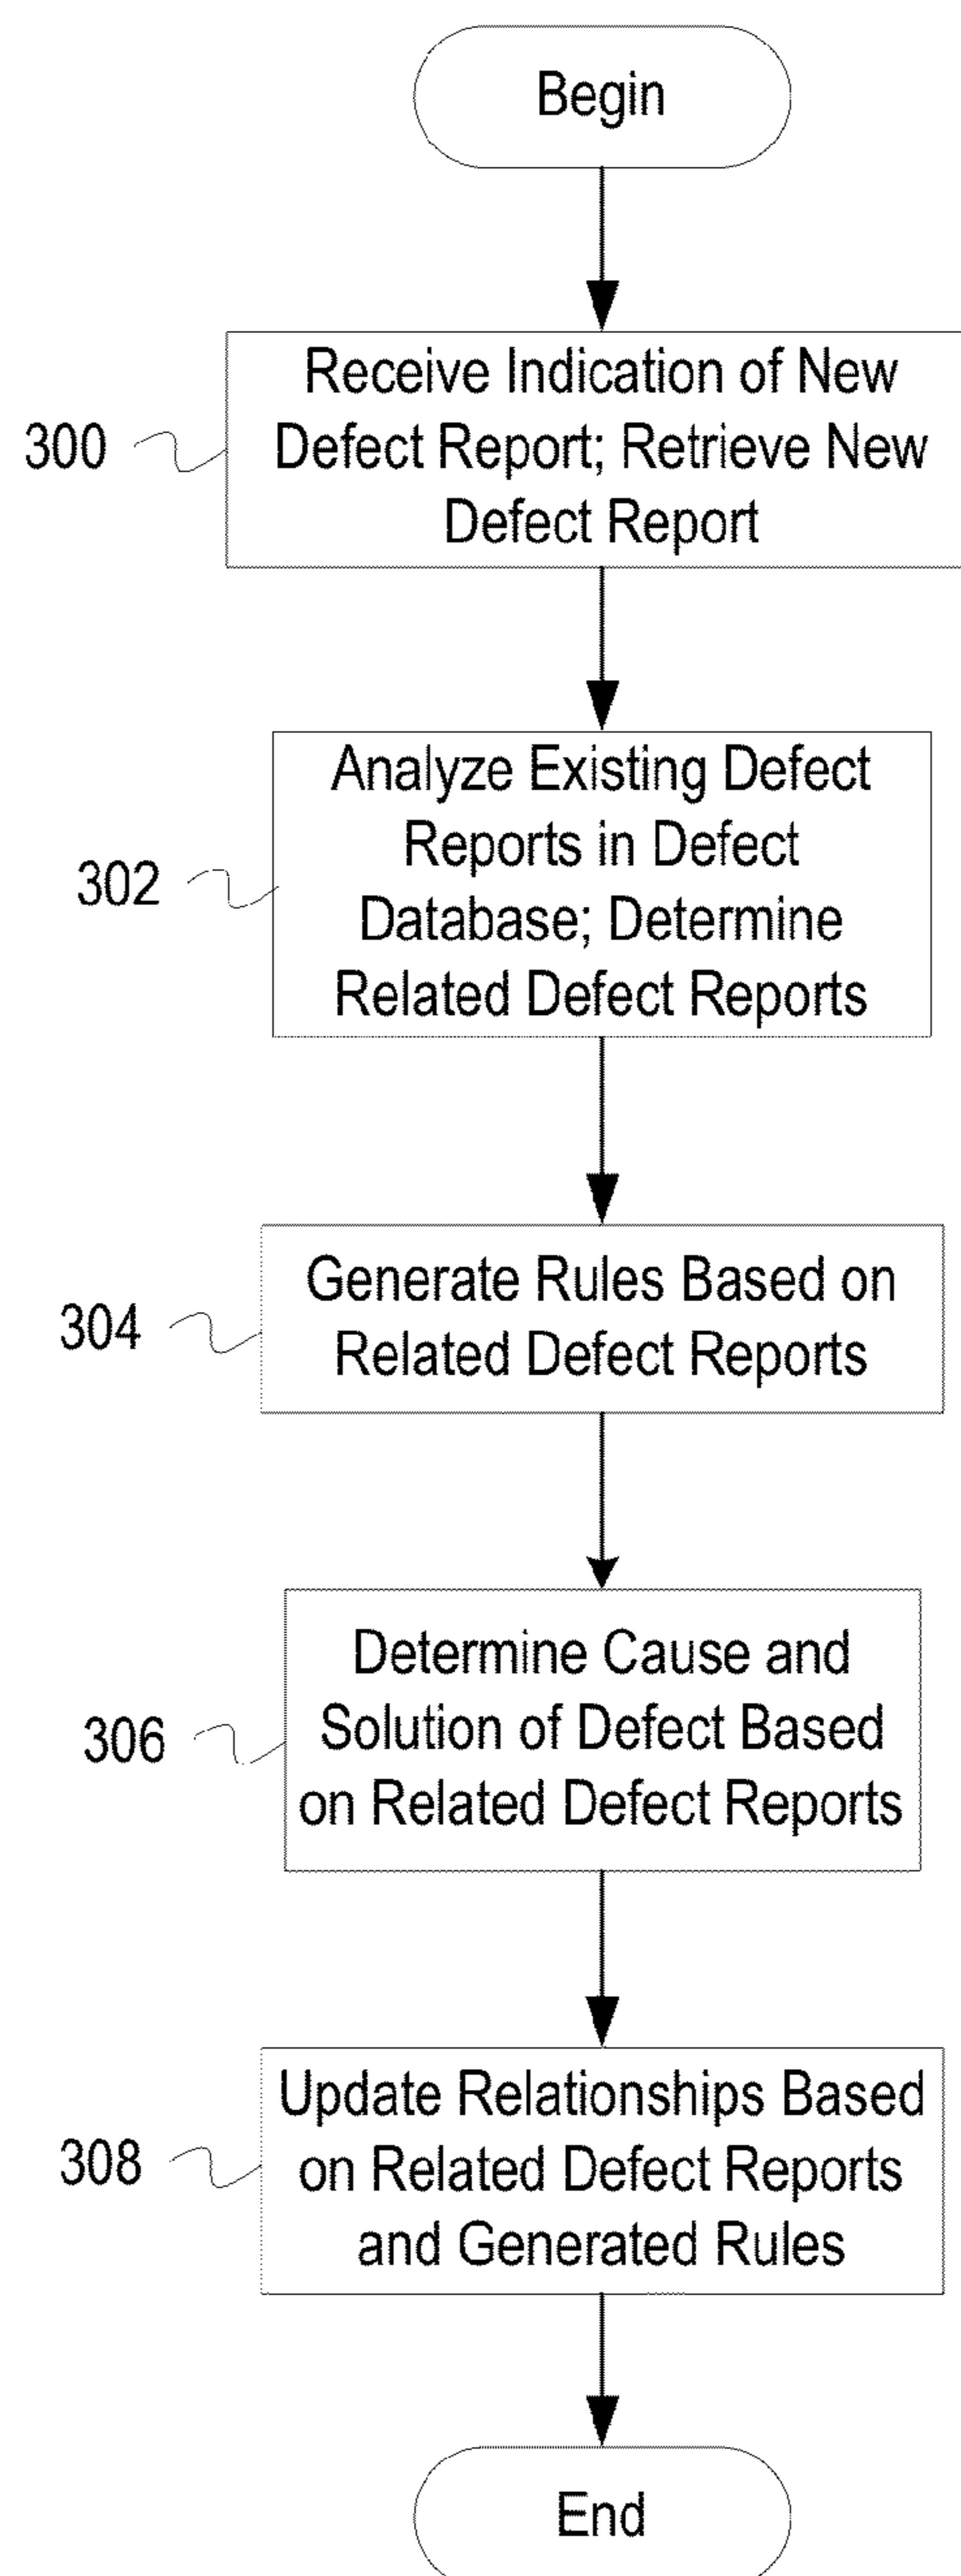 Begin
Receive Indication of New
300
Defect Report; Retrieve New
Defect Report
Analyze Existing Defect
Reports in Defect
302
Database; Determine
Related Defect Reports
Generate Rules Based on
304
Related Defect Reports
Determine Cause and
306
Solution of Defect Based
on Related Defect Reports
Update Relationships Based
308
on Related Defect Reports
and Generated Rules
End